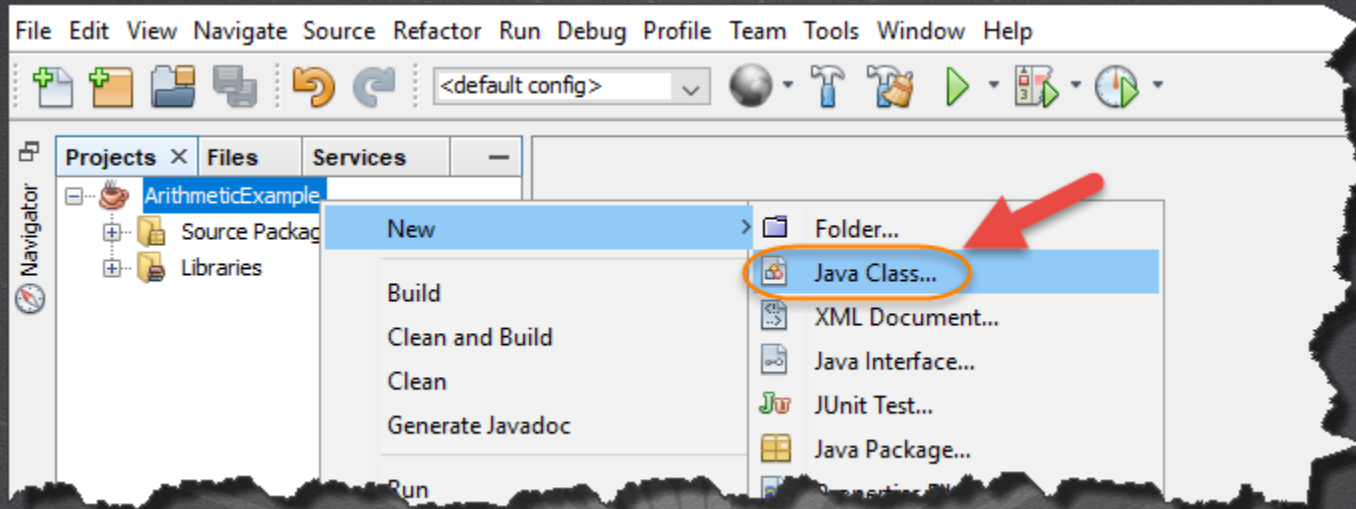 File Edit View Navigate Source Refactor Run Debug Profile Team Tools Window Help
<default config>
Projects Files Services
Navigator
ArithmeticExample
Source Packag
Libraries
New
Build
Clean and Build
Clean
Generate Javadoc
Run
Folder...
Java Class...
XML Document...
Java Interface...
JUnit Test...
Java Package...